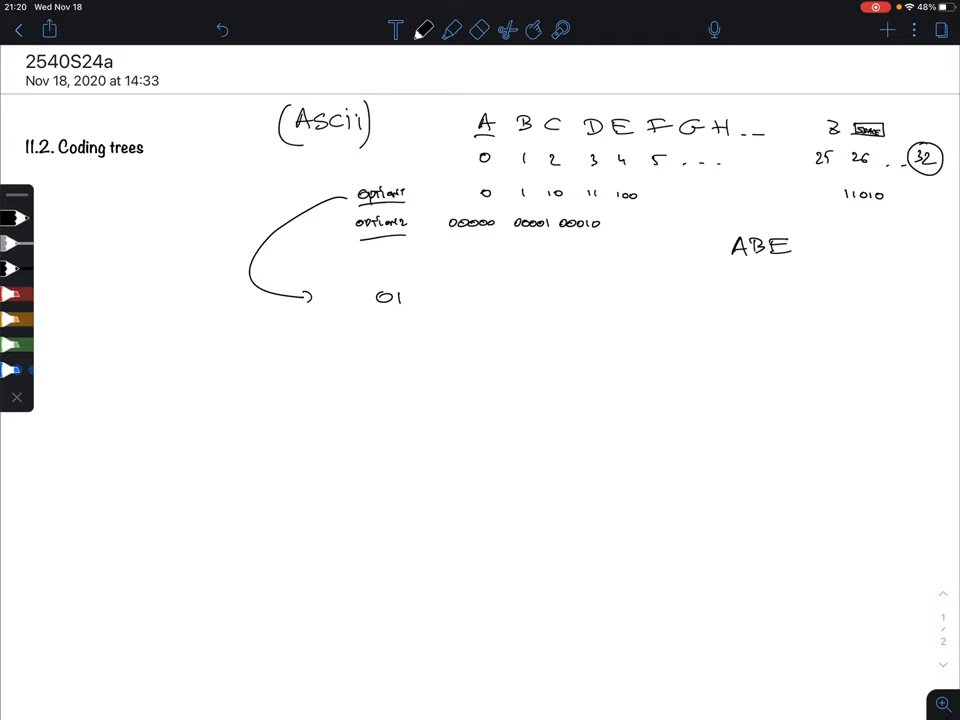 21:20 Wed Nov 18
48%
2540S24a
Nov 18, 2020 at 14:33
(ASCii) A B C D E F G H .. Z SPACE
11.2. Coding trees
0 1 2 3 4 5 ... 25 26 .. 32
option1 0 1 10 11 100 11010
option2 00000 00001 00010
ABE
01
1
2